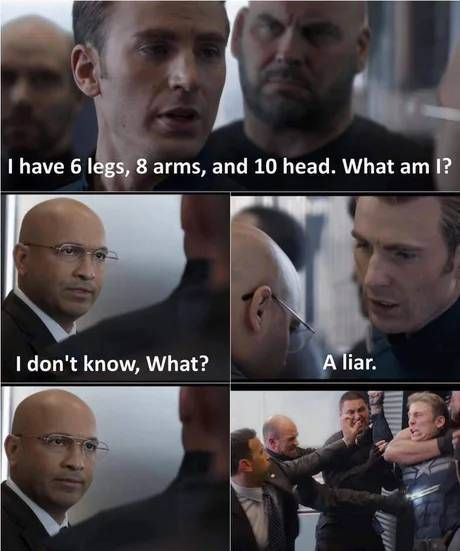 I have 6 legs, 8 arms, and 10 head. What am I?
I don't know, What?
A liar.